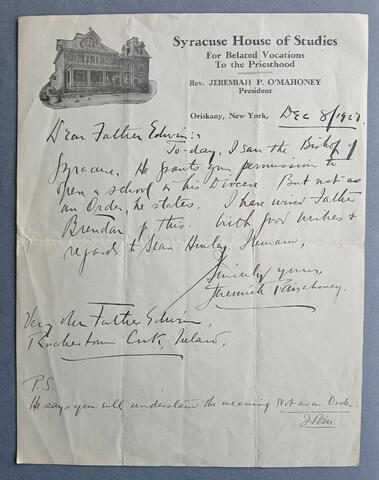 Syracuse House of Studies
For Belated Vocations
To the Priesthood
Rev. JEREMIAH P. O'MAHONEY
President
Oriskany, New York, Dec 8/1927.
Dear Father Edwin:
To-day, I saw the Bishop of
Syracuse. He grants you permission to
open a school in his Diocese. But not as
an Order, he states. I have wired Father
Brendan of this. With good wishes &
regards to Sean
Sincerely yours,
Jeremiah P.
Very Rev Father Edwin,
Rochestown Cork, Ireland.
P.S.
He says you will understand the meaning Not as an Order.